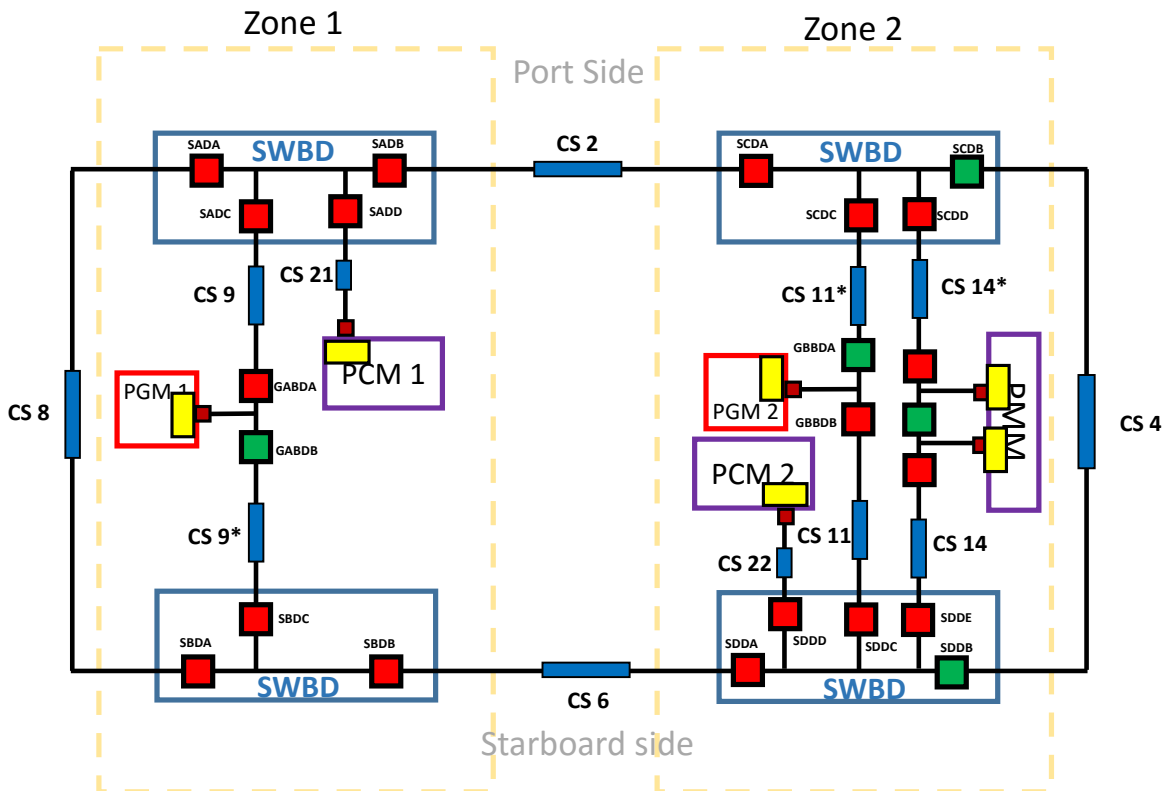 Zone 1
Zone 2
Port Side
SADA
SWBD
SADB
CS 2
SCDA
SWBD
SCDB
SADC
SADD
SCDC
SCDD
CS 9
CS 21
CS 11*
CS 14*
GBBDA
PCM 1
PGM 1
GABDA
PGM 2
GBBDB
PMM
CS 8
CS 4
GABDB
PCM 2
CS 9*
CS 11
CS 14
CS 22
SBDC
SDDD
SDDC
SDDE
SBDA
SBDB
SDDA
SDDB
SWBD
CS 6
SWBD
Starboard side